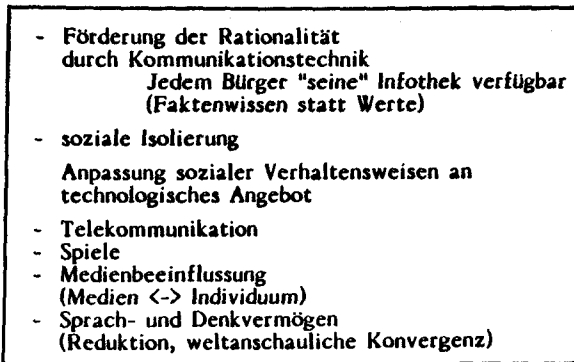 - Förderung der Rationalität
durch Kommunikationstechnik
Jedem Bürger "seine" Infothek verfügbar
(Faktenwissen statt Werte)
- soziale Isolierung
Anpassung sozialer Verhaltensweisen an
technologisches Angebot
- Telekommunikation
- Spiele
- Medienbeeinflussung
(Medien <-> Individuum)
- Sprach- und Denkvermögen
(Reduktion, weltanschauliche Konvergenz)